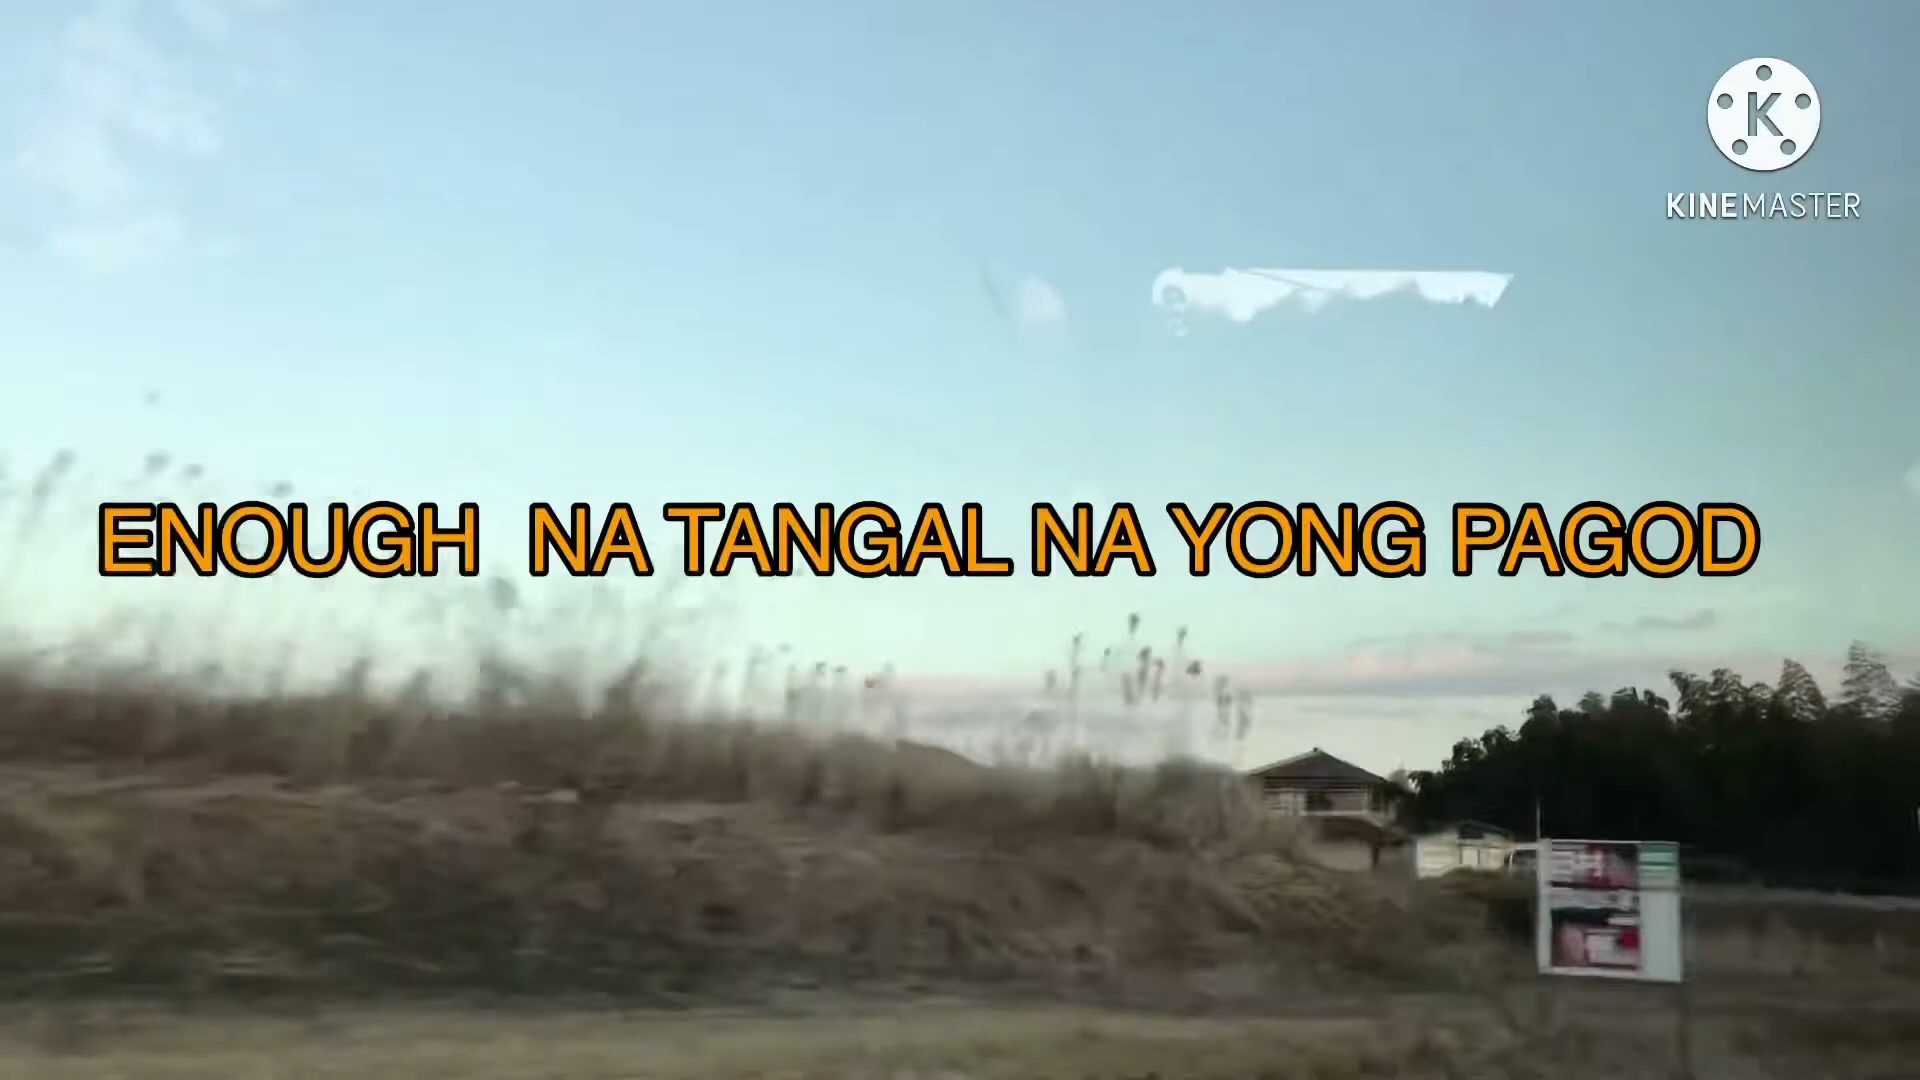 K
KINEMASTER
ENOUGH  NA TANGAL NA YONG PAGOD